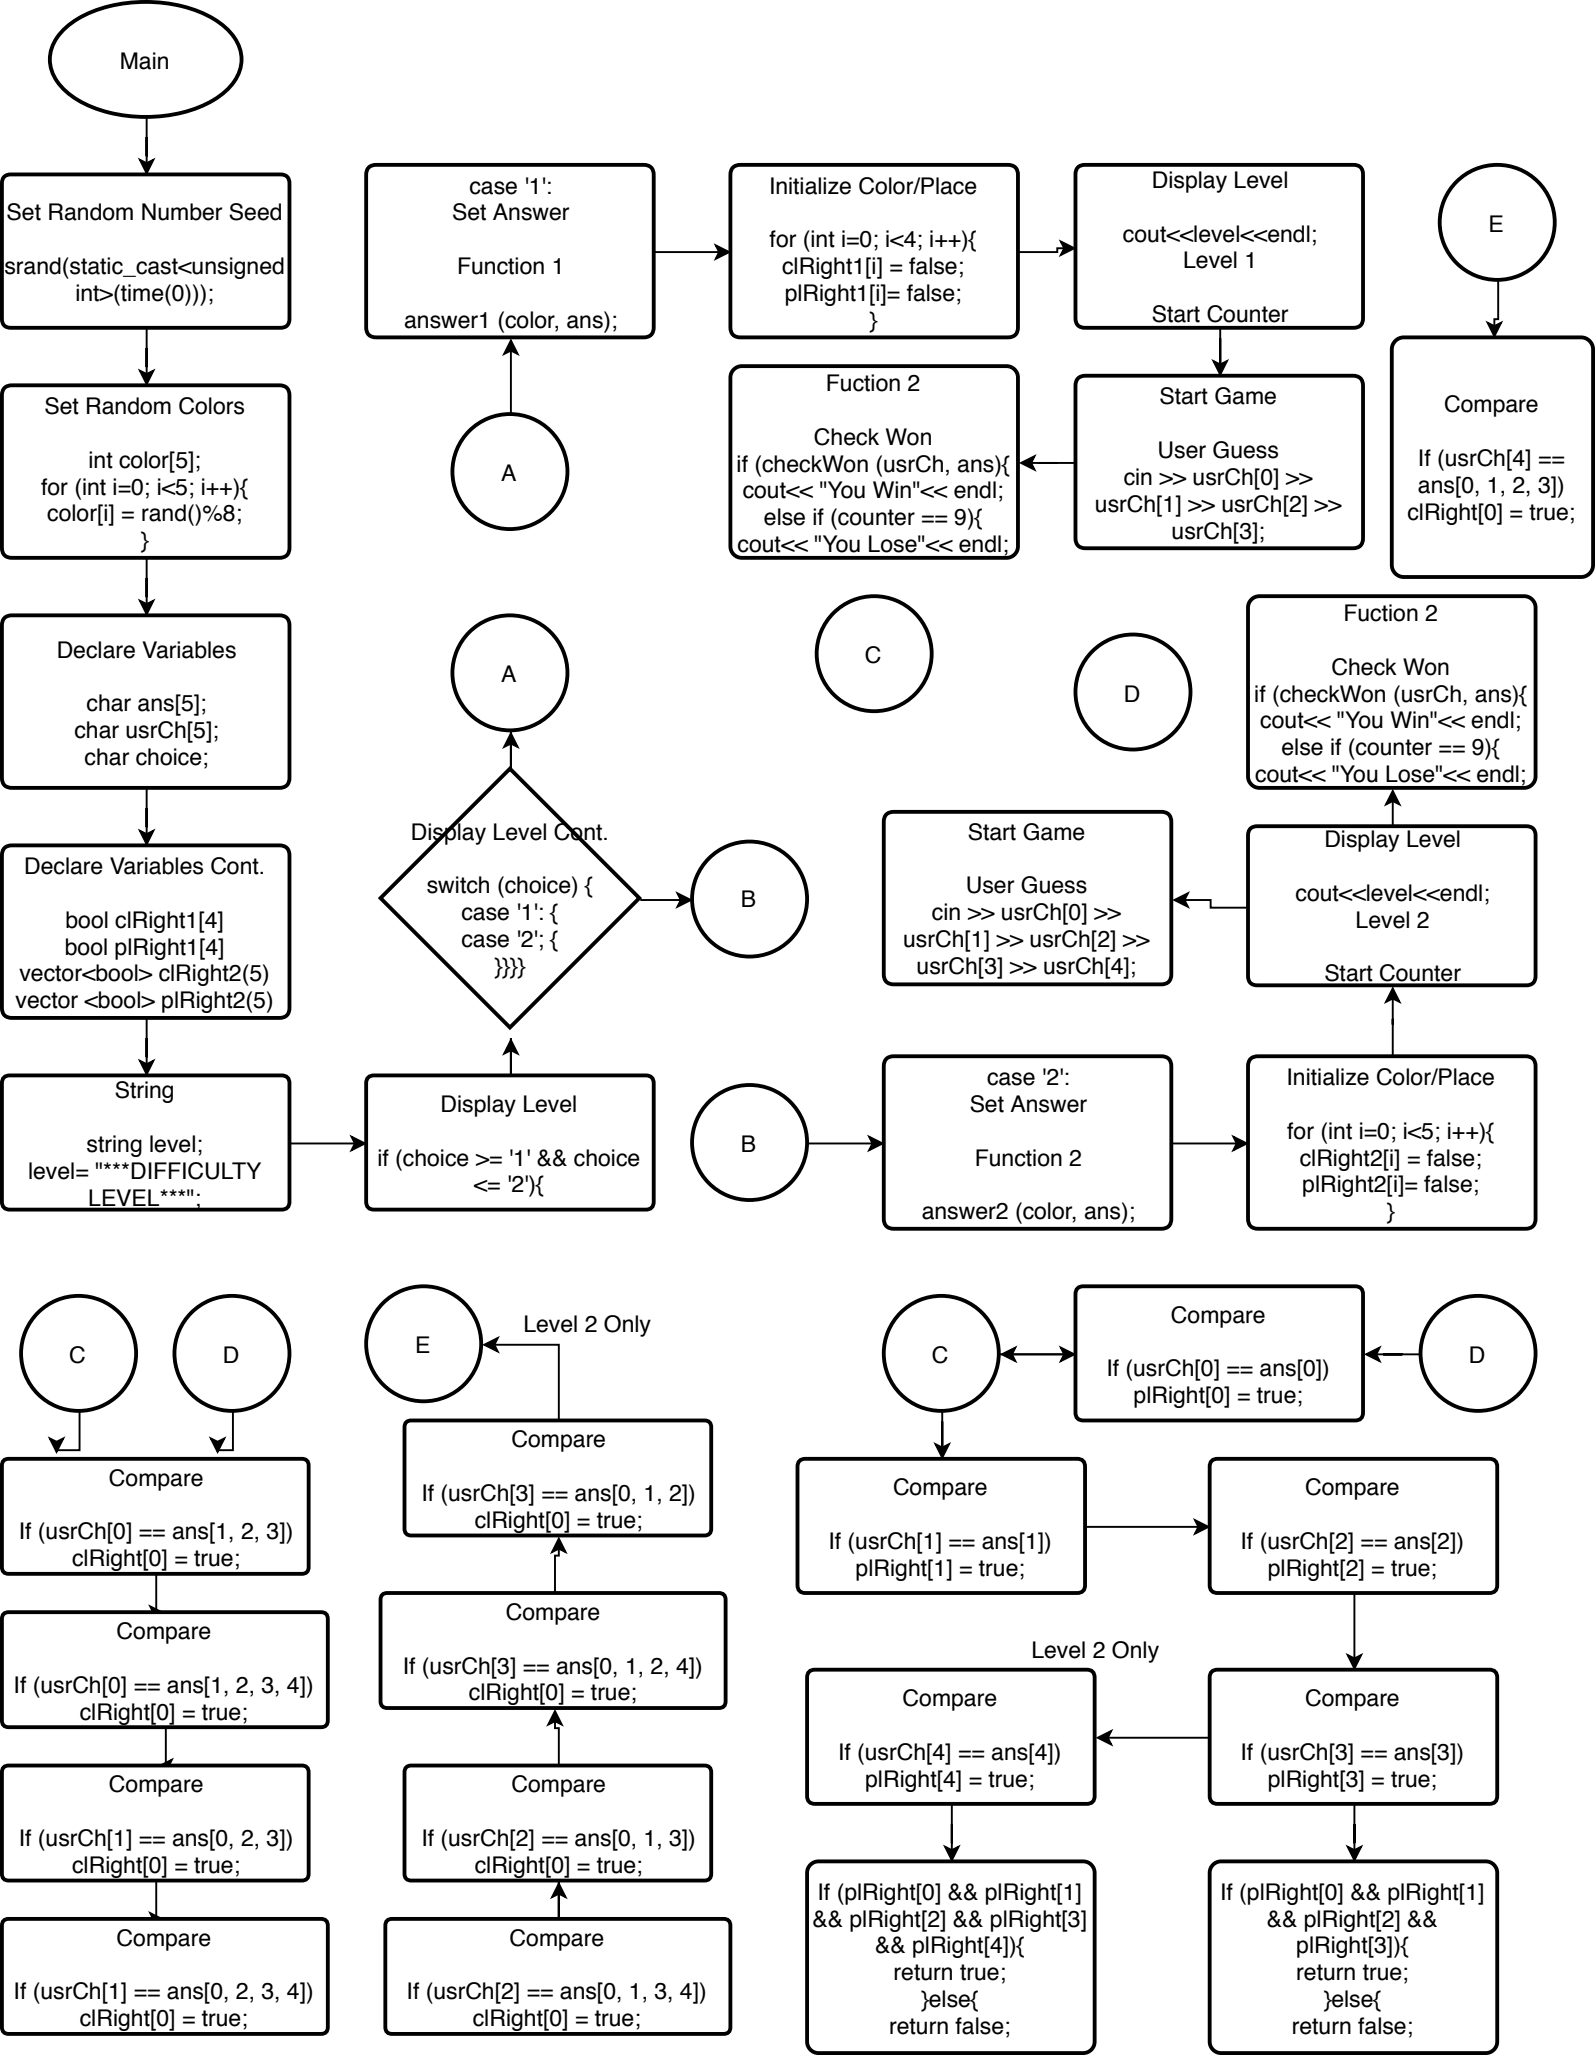 Main
Set Random Number Seed
srand(static_cast<unsigned
int>(time(0)));
Set Random Colors
int color[5];
for (int i=0; i<5; i++){
color[i] = rand()%8;
}
Declare Variables
char ans[5];
char usrCh[5];
char choice;
Declare Variables Cont.
bool clRight1[4]
bool plRight1[4]
vector<bool> clRight2(5)
vector <bool> plRight2(5)
String
string level;
level= "***DIFFICULTY
LEVEL***";
Display Level
if (choice >= '1' && choice
<= '2'){
Display Level Cont.
switch (choice) {
case '1': {
case '2'; {
}}}}
A
B
A
case '1':
Set Answer
Function 1
answer1 (color, ans);
Initialize Color/Place
for (int i=0; i<4; i++){
clRight1[i] = false;
plRight1[i]= false;
}
Display Level
cout<<level<<endl;
Level 1
Start Counter
Start Game
User Guess
cin >> usrCh[0] >>
usrCh[1] >> usrCh[2] >>
usrCh[3];
Fuction 2
Check Won
if (checkWon (usrCh, ans){
cout<< "You Win"<< endl;
else if (counter == 9){
cout<< "You Lose"<< endl;
E
Compare
If (usrCh[4] ==
ans[0, 1, 2, 3])
clRight[0] = true;
C
D
B
case '2':
Set Answer
Function 2
answer2 (color, ans);
Initialize Color/Place
for (int i=0; i<5; i++){
clRight2[i] = false;
plRight2[i]= false;
}
Display Level
cout<<level<<endl;
Level 2
Start Counter
Start Game
User Guess
cin >> usrCh[0] >>
usrCh[1] >> usrCh[2] >>
usrCh[3] >> usrCh[4];
Fuction 2
Check Won
if (checkWon (usrCh, ans){
cout<< "You Win"<< endl;
else if (counter == 9){
cout<< "You Lose"<< endl;
C
D
Compare
If (usrCh[0] == ans[1, 2, 3])
clRight[0] = true;
Compare
If (usrCh[0] == ans[1, 2, 3, 4])
clRight[0] = true;
Compare
If (usrCh[1] == ans[0, 2, 3])
clRight[0] = true;
Compare
If (usrCh[1] == ans[0, 2, 3, 4])
clRight[0] = true;
E
Level 2 Only
Compare
If (usrCh[3] == ans[0, 1, 2])
clRight[0] = true;
Compare
If (usrCh[3] == ans[0, 1, 2, 4])
clRight[0] = true;
Compare
If (usrCh[2] == ans[0, 1, 3])
clRight[0] = true;
Compare
If (usrCh[2] == ans[0, 1, 3, 4])
clRight[0] = true;
C
Compare
If (usrCh[0] == ans[0])
plRight[0] = true;
D
Compare
If (usrCh[1] == ans[1])
plRight[1] = true;
Compare
If (usrCh[2] == ans[2])
plRight[2] = true;
Level 2 Only
Compare
If (usrCh[4] == ans[4])
plRight[4] = true;
Compare
If (usrCh[3] == ans[3])
plRight[3] = true;
If (plRight[0] && plRight[1]
&& plRight[2] && plRight[3]
&& plRight[4]){
return true;
}else{
return false;
If (plRight[0] && plRight[1]
&& plRight[2] &&
plRight[3]){
return true;
}else{
return false;